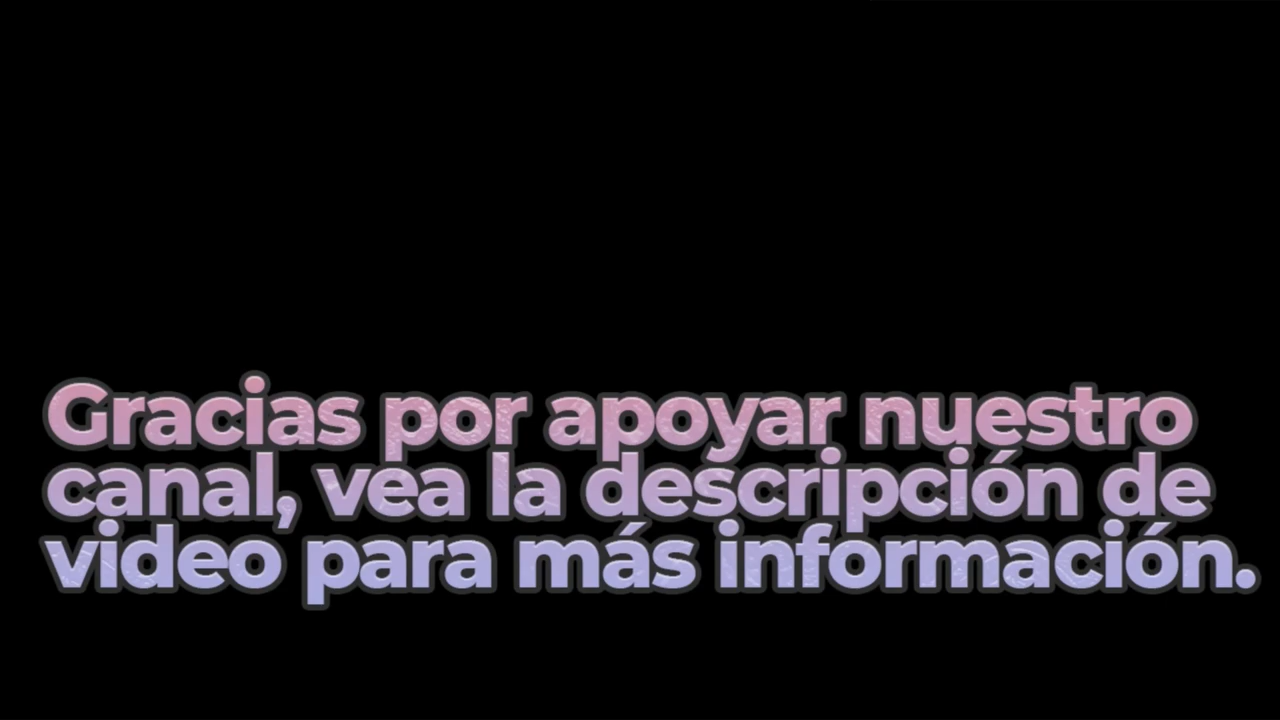 Gracias por apoyar nuestro
canal, vea la descripción de
video para más información.